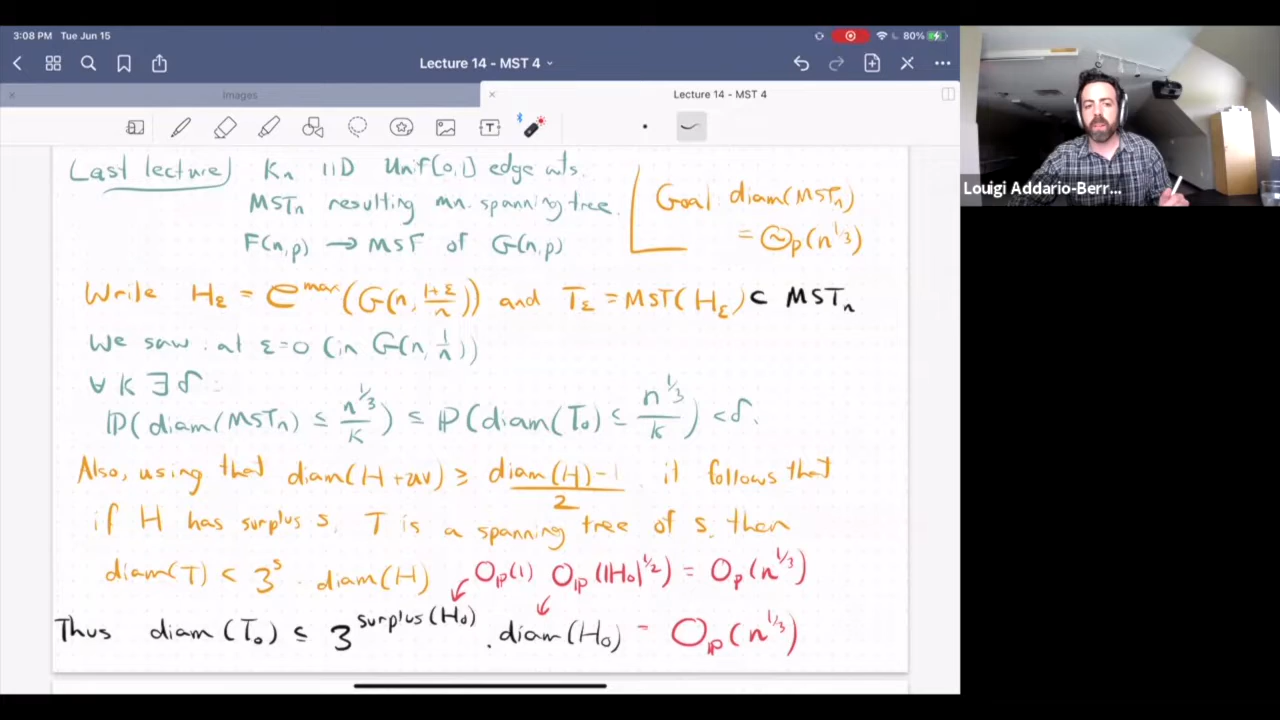 3:08 PM Tue Jun 15
80%
Lecture 14 - MST 4
Images
Lecture 14 - MST 4
Last lecture) Kn IID Unif[0,1] edge wts.
MSTn resulting mn. spanning tree.
F(n,p) → MSF of G(n,p)
Goal diam(MSTn)
= Θp(n^1/3)
Write Hε = C^max(G(n, 1+ε/n)) and Tε = MST(Hε) ⊂ MSTn
We saw: at ε=0 (in G(n, 1/n))
∀ K ∃ δ:
P(diam(MSTn) ≤ n^1/3/K) ≤ P(diam(T0) ≤ n^1/3/K) < δ.
Also, using that diam(H+uv) ≥ diam(H)-1/2 it follows that
if H has surplus s, T is a spanning tree of s, then
diam(T) < 3^s · diam(H)
Op(1) Op(|H0|^1/2) = Op(n^1/3)
Thus diam(T0) ≤ 3^surplus(H0) · diam(H0) = Op(n^1/3)
Louigi Addario-Berr...